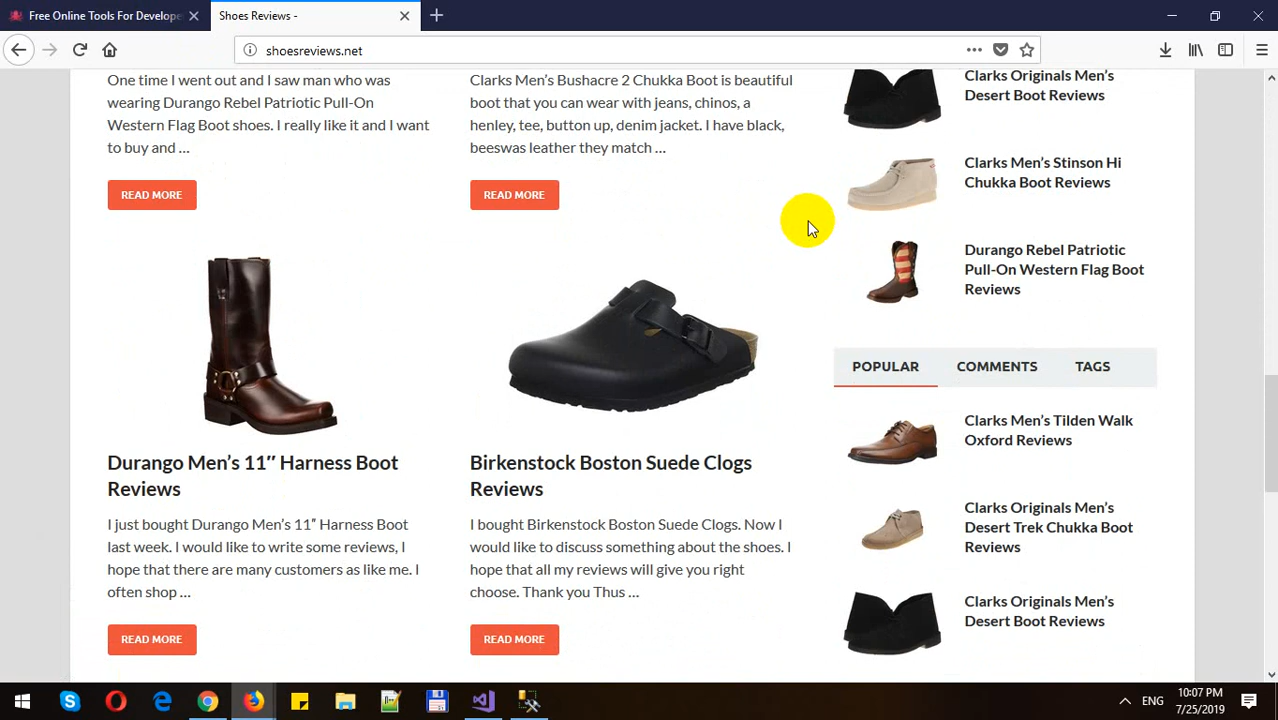 Free Online Tools For Develope
Shoes Reviews -
shoesreviews.net
One time I went out and I saw man who was
wearing Durango Rebel Patriotic Pull-On
Western Flag Boot shoes. I really like it and I want
to buy and …
READ MORE
Clarks Men’s Bushacre 2 Chukka Boot is beautiful
boot that you can wear with jeans, chinos, a
henley, tee, button up, denim jacket. I have black,
beeswas leather they match …
READ MORE
Durango Men’s 11″ Harness Boot
Reviews
I just bought Durango Men’s 11″ Harness Boot
last week. I would like to write some reviews, I
hope that there are many customers as like me. I
often shop …
READ MORE
Birkenstock Boston Suede Clogs
Reviews
I bought Birkenstock Boston Suede Clogs. Now I
would like to discuss something about the shoes. I
hope that all my reviews will give you right
choose. Thank you Thus …
READ MORE
Clarks Originals Men’s
Desert Boot Reviews
Clarks Men’s Stinson Hi
Chukka Boot Reviews
Durango Rebel Patriotic
Pull-On Western Flag Boot
Reviews
POPULAR COMMENTS TAGS
Clarks Men’s Tilden Walk
Oxford Reviews
Clarks Originals Men’s
Desert Trek Chukka Boot
Reviews
Clarks Originals Men’s
Desert Boot Reviews
ENG
10:07 PM
7/25/2019